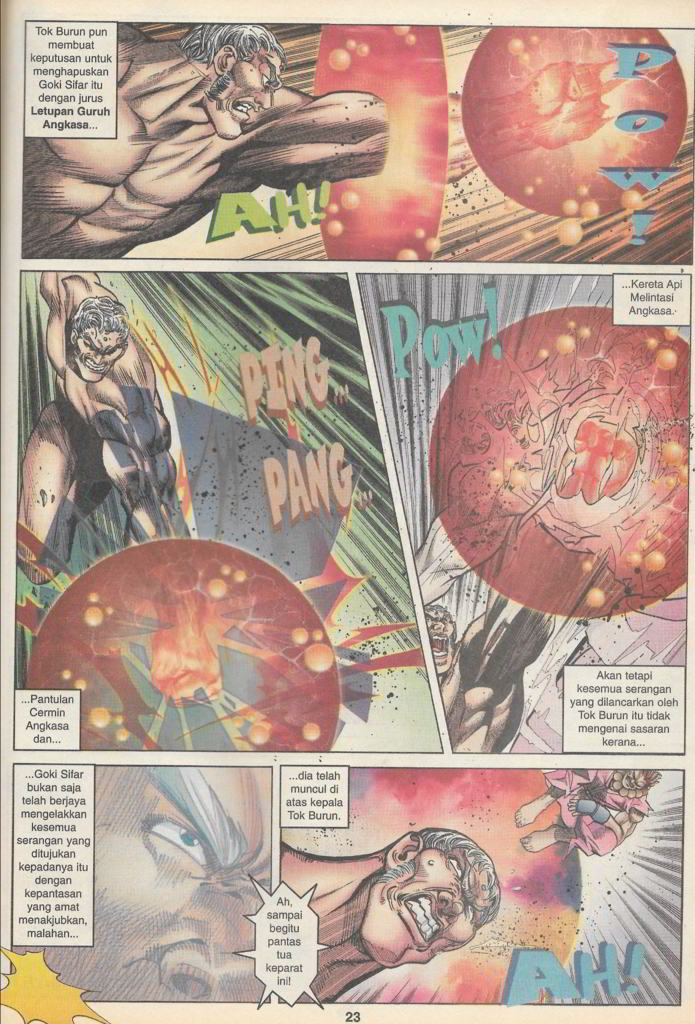 Tok Burun pun
membuat
keputusan untuk
menghapuskan
Goki Sifar itu
dengan jurus
Letupan Guruh
Angkasa...
AH!
POW!
PING...
PANG...
...Pantulan
Cermin
Angkasa
dan...
Pow!
...Kereta Api
Melintasi
Angkasa.
Akan tetapi
kesemua serangan
yang dilancarkan oleh
Tok Burun itu tidak
mengenai sasaran
kerana...
...Goki Sifar
bukan saja
telah berjaya
mengelakkan
kesemua
serangan yang
ditujukan
kepadanya itu
dengan
kepantasan
yang amat
menakjubkan,
malahan...
...dia telah
muncul di
atas kepala
Tok Burun.
Ah,
sampai
begitu
pantas
tua
keparat
ini!
AH!
23